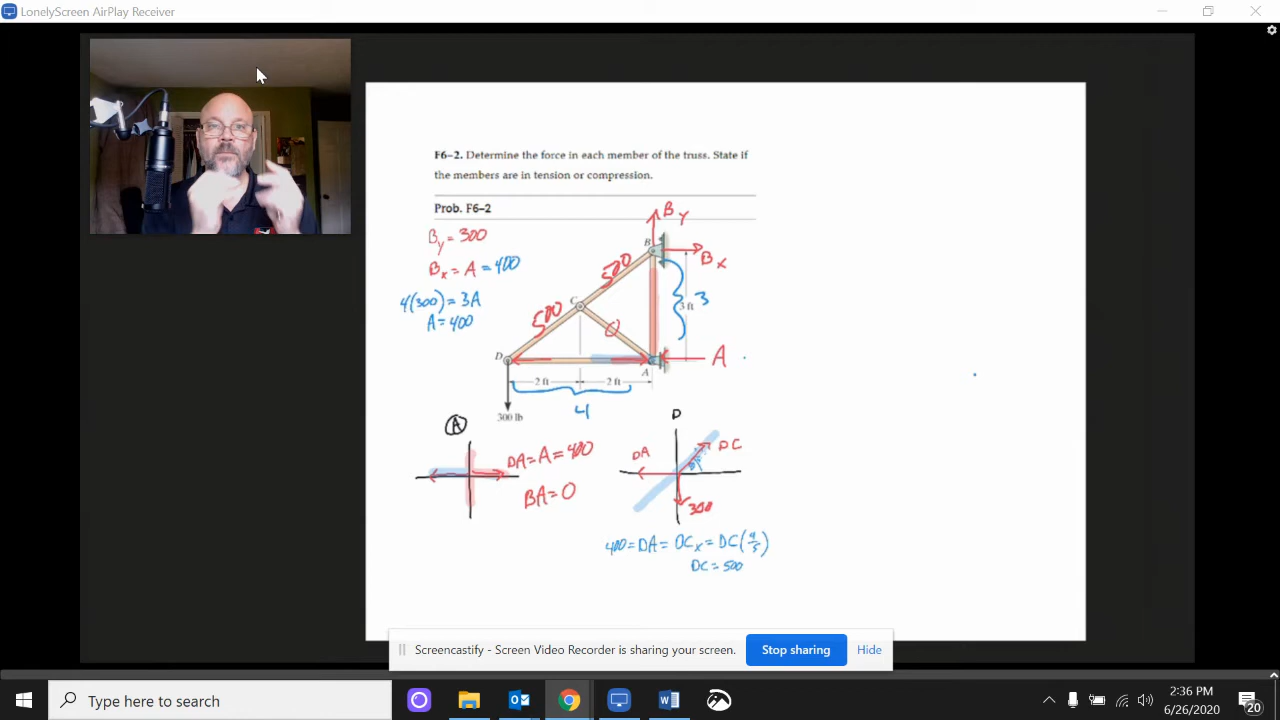 LonelyScreen AirPlay Receiver
F6–2. Determine the force in each member of the truss. State if
the members are in tension or compression.
Prob. F6–2
By = 300
Bx = A = 400
4(300) = 3A
A = 400
By
B
Bx
500
C
500
0
3 ft
3
D
A
A
2 ft
2 ft
4
300 lb
A
DA = A = 400
BA = 0
D
DA
DC
300
400 = DA = DCx = DC(4/5)
DC = 500
Screencastify - Screen Video Recorder is sharing your screen.
Stop sharing
Hide
Type here to search
2:36 PM
6/26/2020
20